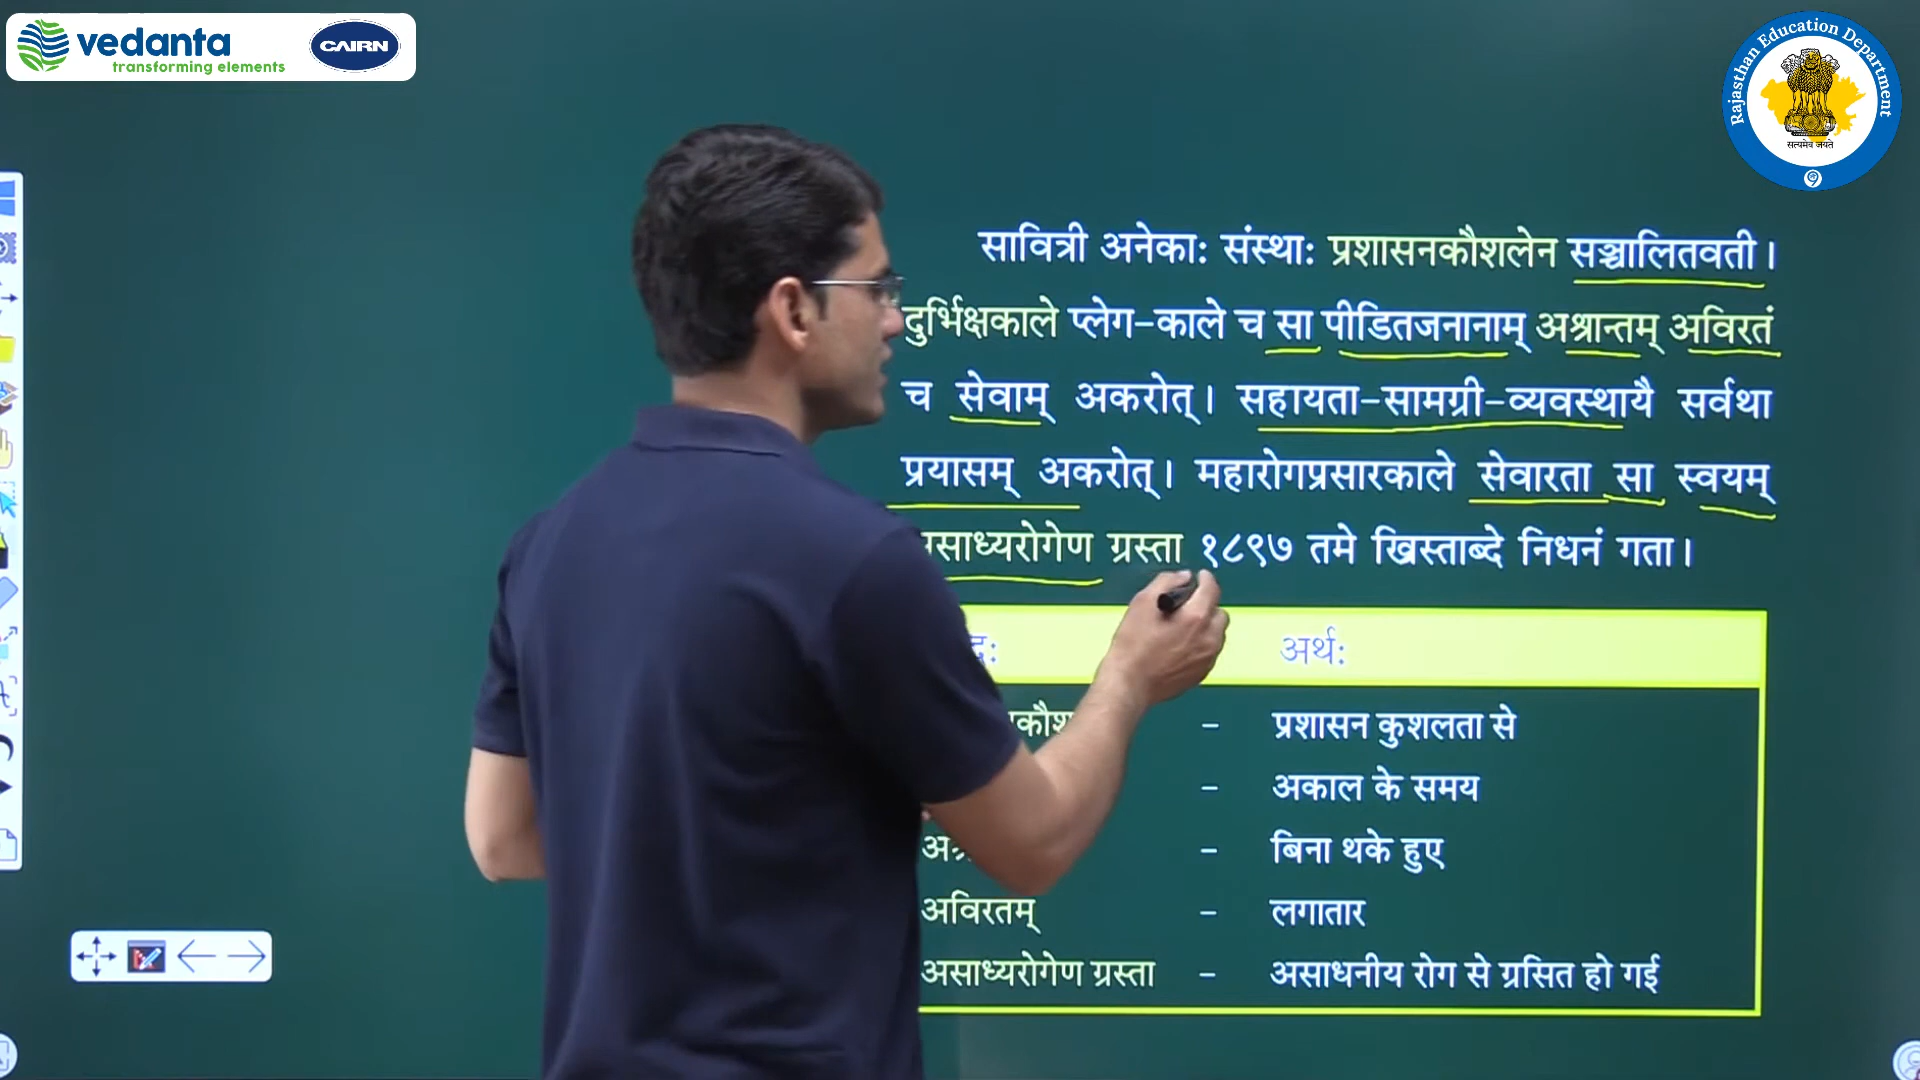 vedanta
transforming elements
CAIRN
Rajasthan Education Department
सत्यमेव जयते
सावित्री अनेकाः संस्थाः प्रशासनकौशलेन सञ्चालितवती।
दुर्भिक्षकाले प्लेग-काले च सा पीडितजनानाम् अश्रान्तम् अविरतं
च सेवाम् अकरोत्। सहायता-सामग्री-व्यवस्थायै सर्वथा
प्रयासम् अकरोत्। महारोगप्रसारकाले सेवारता सा स्वयम्
ग्रस्ता १८९७ तमे ख्रिस्ताब्दे निधनं गता।
अर्थः
- प्रशासन कुशलता से
- अकाल के समय
- बिना थके हुए
अविरतम् - लगातार
असाध्यरोगेण ग्रस्ता - असाधनीय रोग से ग्रसित हो गई